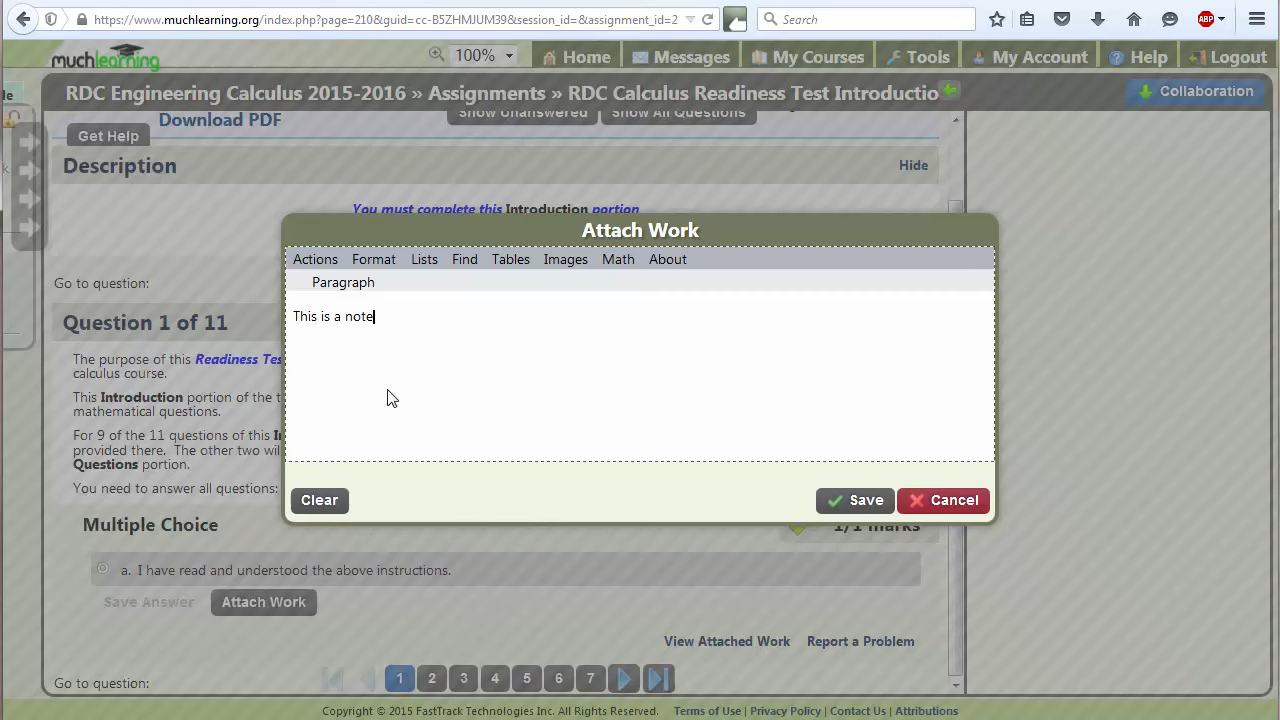 https://www.muchlearning.org/index.php?page=210&guid=cc-B5ZHMJUM39&session_id=&assignment_id=2
Search
ABP
muchlearning
100%
Home
Messages
My Courses
Tools
My Account
Help
Logout
RDC Engineering Calculus 2015-2016 » Assignments » RDC Calculus Readiness Test Introductio
Collaboration
Download PDF
Show Unanswered
Show All Questions
Get Help
Description
Hide
You must complete this Introduction portion
Attach Work
Actions Format Lists Find Tables Images Math About
Paragraph
This is a note
Clear
Save
Cancel
Go to question:
Question 1 of 11
The purpose of this Readiness Tes
calculus course.
This Introduction portion of the t
mathematical questions.
For 9 of the 11 questions of this
provided there. The other two wil
Questions portion.
You need to answer all questions:
Multiple Choice
1/1 marks
a. I have read and understood the above instructions.
Save Answer
Attach Work
View Attached Work
Report a Problem
Go to question:
1 2 3 4 5 6 7
Copyright © 2015 FastTrack Technologies Inc. All Rights Reserved. Terms of Use | Privacy Policy | Contact Us | Attributions